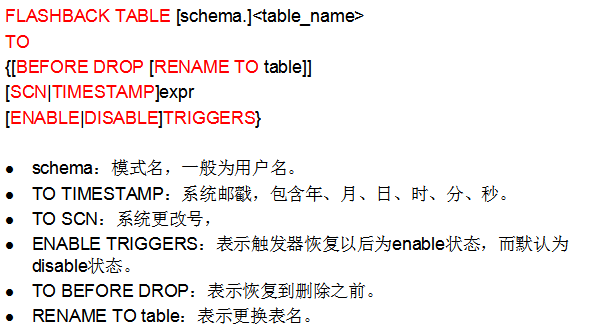 FLASHBACK TABLE [schema.]<table_name>
TO
{[BEFORE DROP [RENAME TO table]]
[SCN|TIMESTAMP]expr
[ENABLE|DISABLE]TRIGGERS}
● schema：模式名，一般为用户名。
● TO TIMESTAMP：系统邮戳，包含年、月、日、时、分、秒。
● TO SCN：系统更改号，
● ENABLE TRIGGERS：表示触发器恢复以后为enable状态，而默认为
disable状态。
● TO BEFORE DROP：表示恢复到删除之前。
● RENAME TO table：表示更换表名。